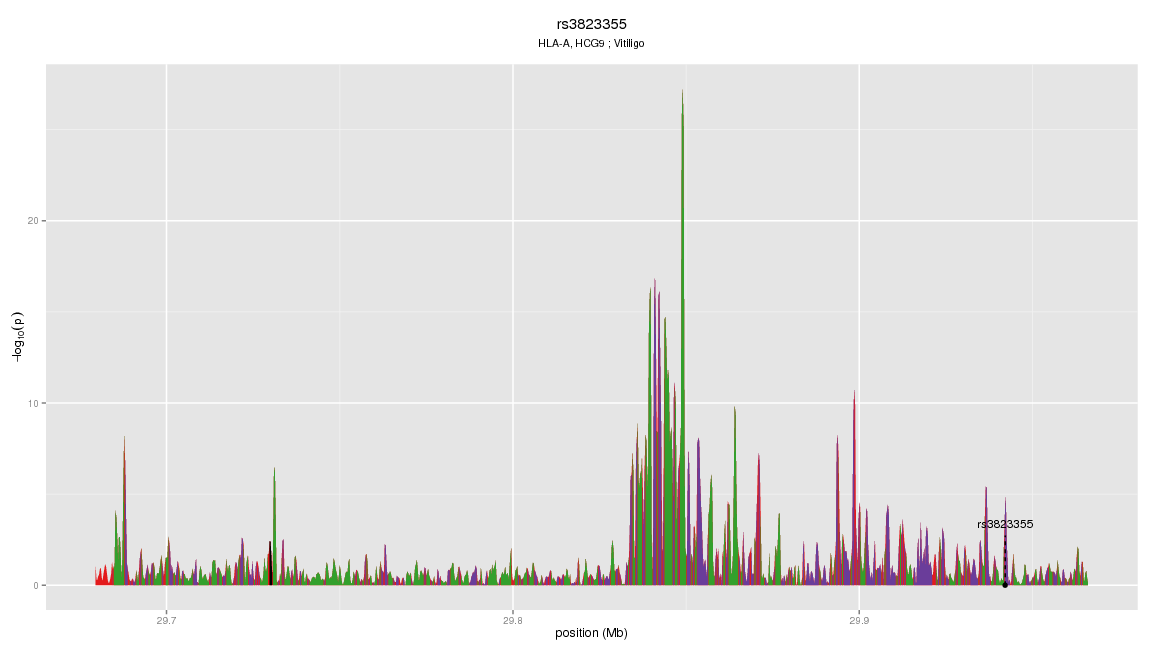 rs3823355
HLA-A, HCG9 ; Vitiligo
20
10
0
rs3823355
29.7
29.8
29.9
position (Mb)
−log10(p)